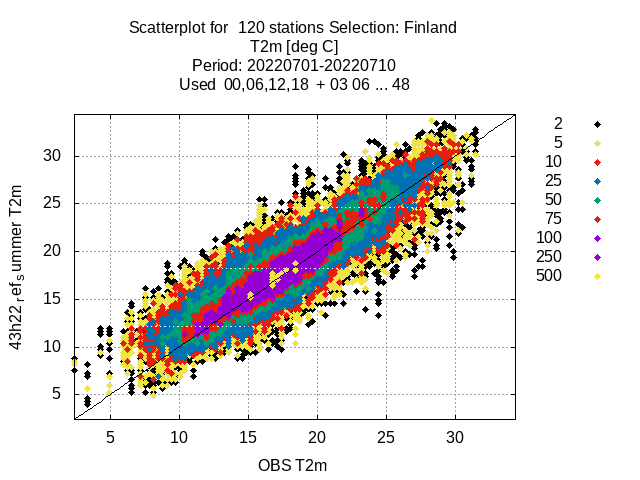 Scatterplot for  120 stations Selection: Finland
T2m [deg C]
Period: 20220701-20220710
Used  00,06,12,18  + 03 06 ... 48
43h22_ref_summer T2m
30
25
20
15
10
5
5 10 15 20 25 30
OBS T2m
2
5
10
25
50
75
100
250
500